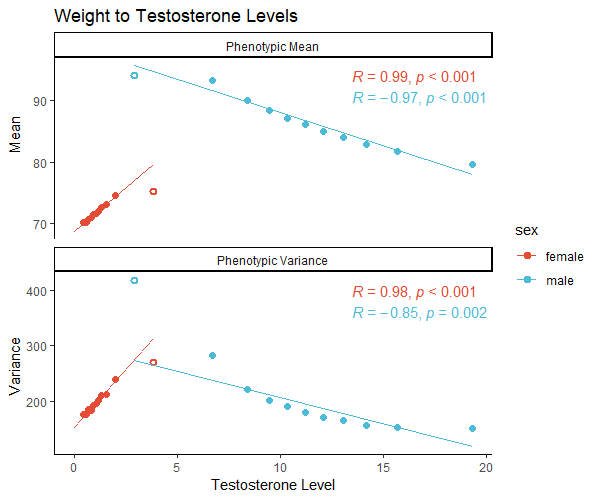 Weight to Testosterone Levels
Phenotypic Mean
R = 0.99, p < 0.001
R = −0.97, p < 0.001
90
80
70
Mean
Phenotypic Variance
R = 0.98, p < 0.001
R = −0.85, p = 0.002
400
300
200
Variance
0 5 10 15 20
Testosterone Level
sex
female
male